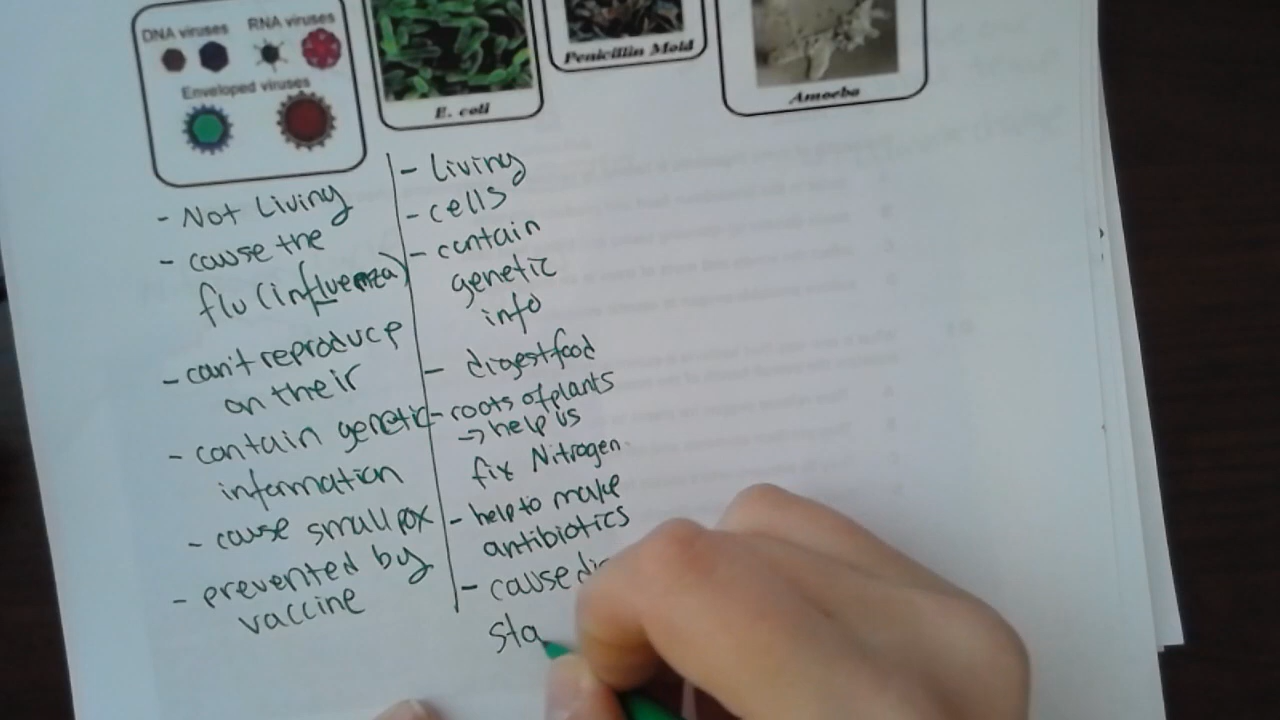 DNA viruses RNA viruses
Enveloped viruses
E. coli
Penicillin Mold
Amoeba
- Not Living
- cause the
flu (influenza)
- can't reproduce
on their
- contain genetic
information
- cause small pox
- prevented by
vaccine
- living
- cells
- contain
genetic
info
- digest food
- roots of plants
→ help us
fix Nitrogen
- help to make
antibiotics
- cause
sta